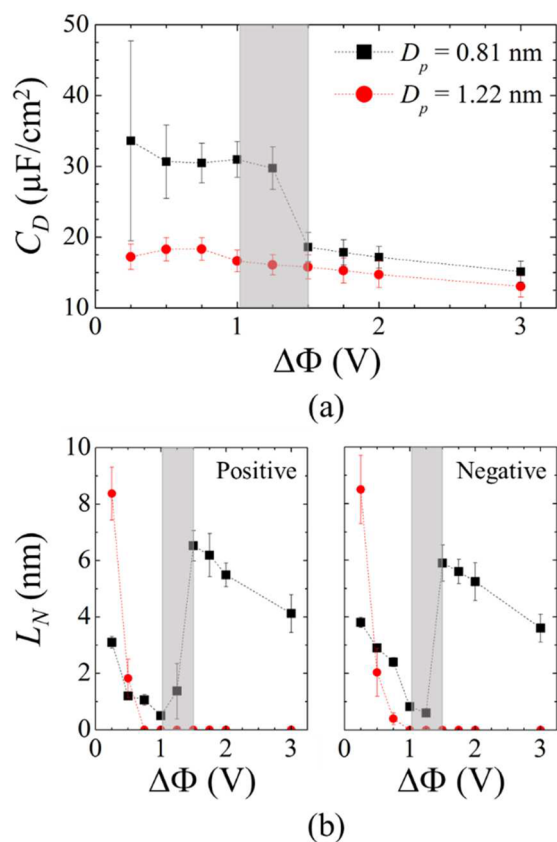 50
40
30
20
10
C_D (μF/cm²)
D_p = 0.81 nm
D_p = 1.22 nm
0 1 2 3
ΔΦ (V)
(a)
10
8
6
4
2
0
L_N (nm)
Positive
Negative
0 1 2 3
0 1 2 3
ΔΦ (V)
ΔΦ (V)
(b)